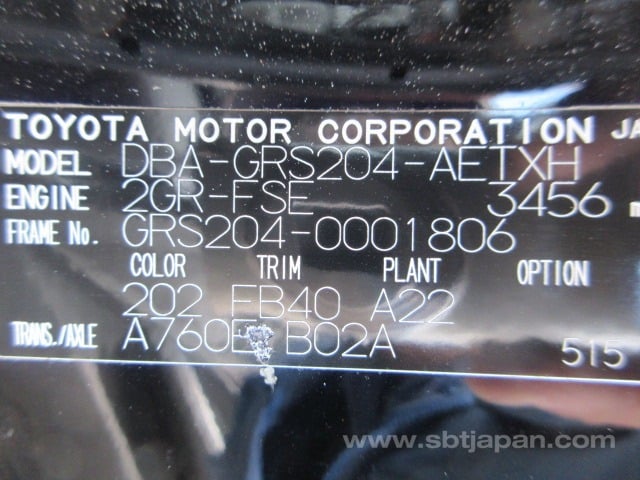 TOYOTA MOTOR CORPORATION JA
MODEL DBA-GRS204-AETXH
ENGINE 2GR-FSE 3456 m
FRAME No. GRS204-0001806
COLOR TRIM PLANT OPTION
202 FB40 A22
TRANS./AXLE A760E B02A 515
www.sbtjapan.com